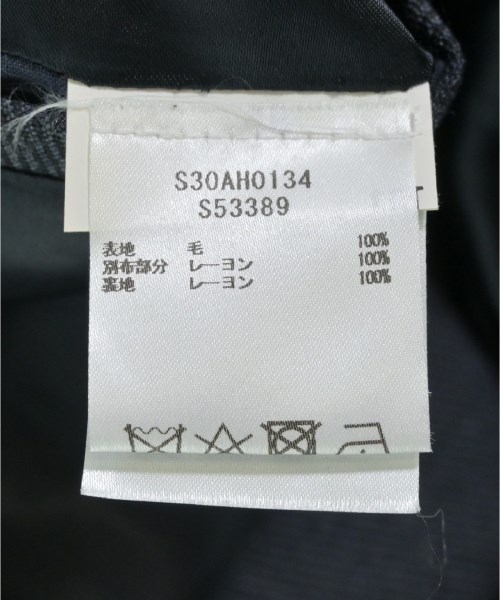 S30AH0134
S53389
表地 毛 100%
別布部分 レーヨン 100%
裏地 レーヨン 100%